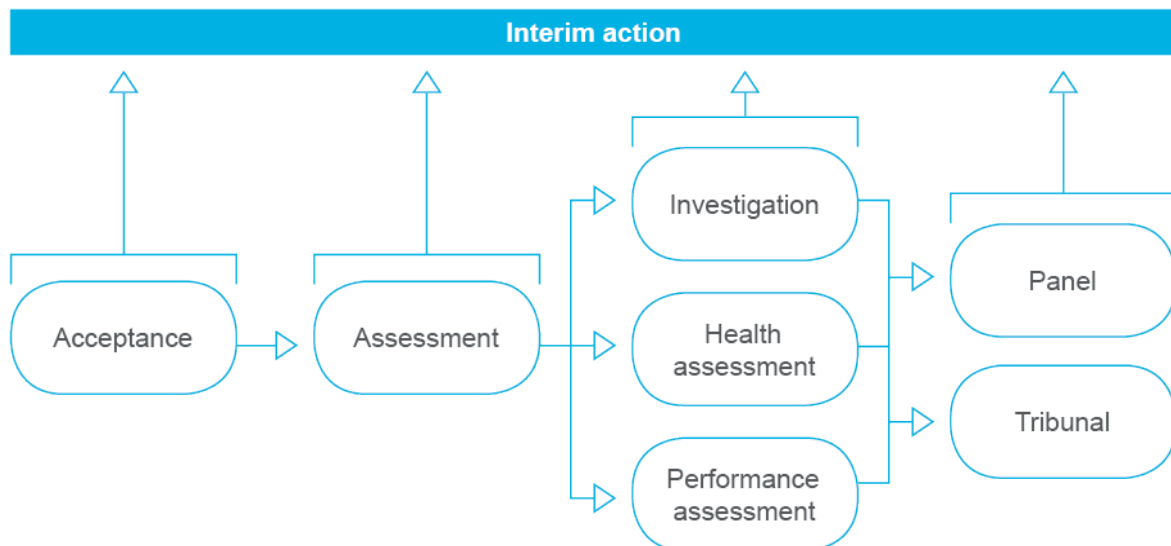 Interim action
Acceptance
Assessment
Investigation
Health
assessment
Performance
assessment
Panel
Tribunal